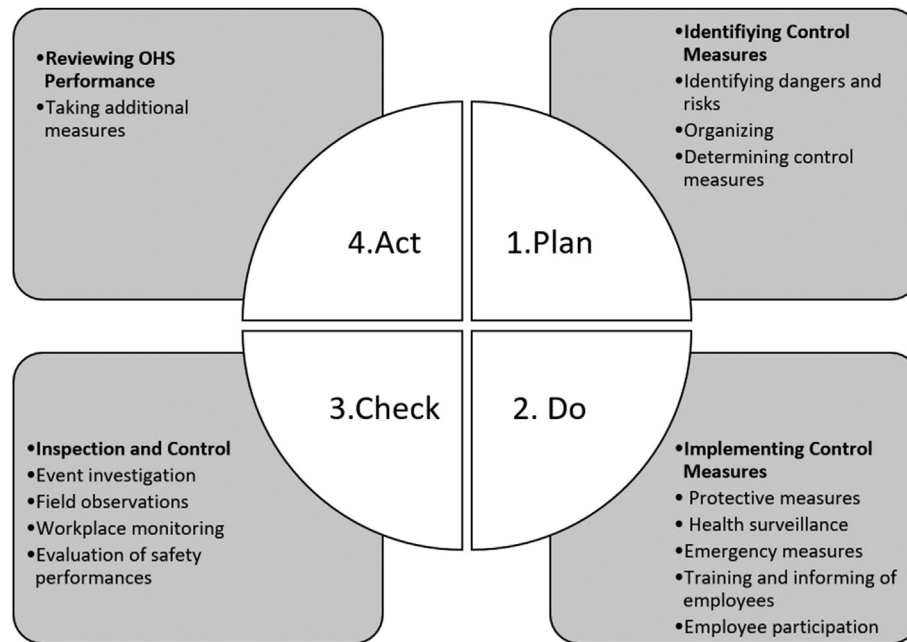 •Reviewing OHS
Performance
•Taking additional
measures
•Identifiying Control
Measures
•Identifying dangers and
risks
•Organizing
•Determining control
measures
4.Act
1.Plan
3.Check
2. Do
•Inspection and Control
•Event investigation
•Field observations
•Workplace monitoring
•Evaluation of safety
performances
•Implementing Control
Measures
• Protective measures
• Health surveillance
•Emergency measures
•Training and informing of
employees
•Employee participation